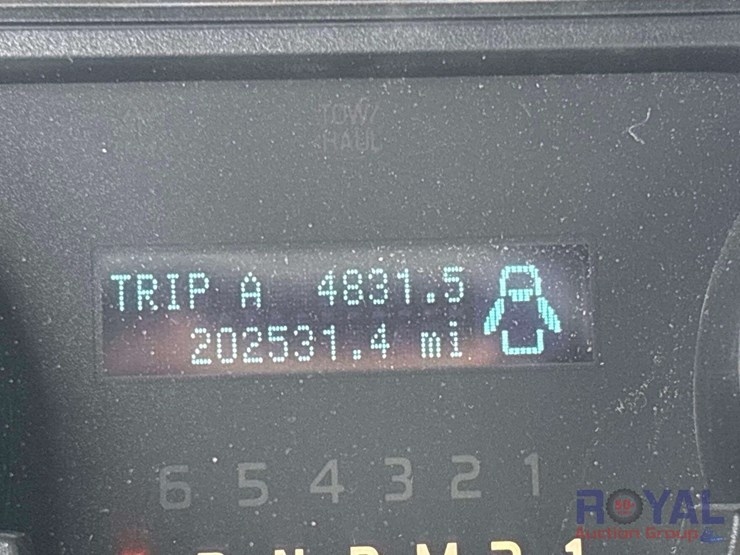 TOW/
HAUL
TRIP A 4831.5
202531.4 mi
6 5 4 3 2 1
ROYAL
Auction Group